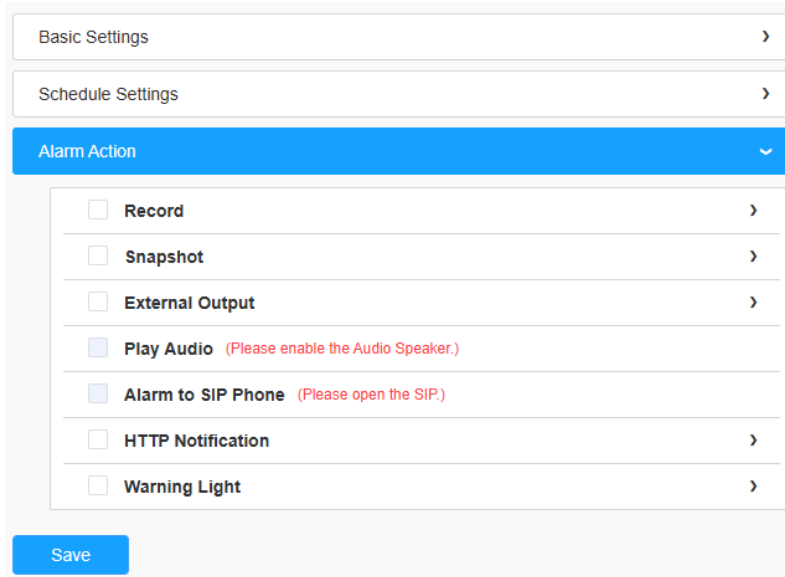 Basic Settings
Schedule Settings
Alarm Action
Record
Snapshot
External Output
Play Audio (Please enable the Audio Speaker.)
Alarm to SIP Phone (Please open the SIP.)
HTTP Notification
Warning Light
Save